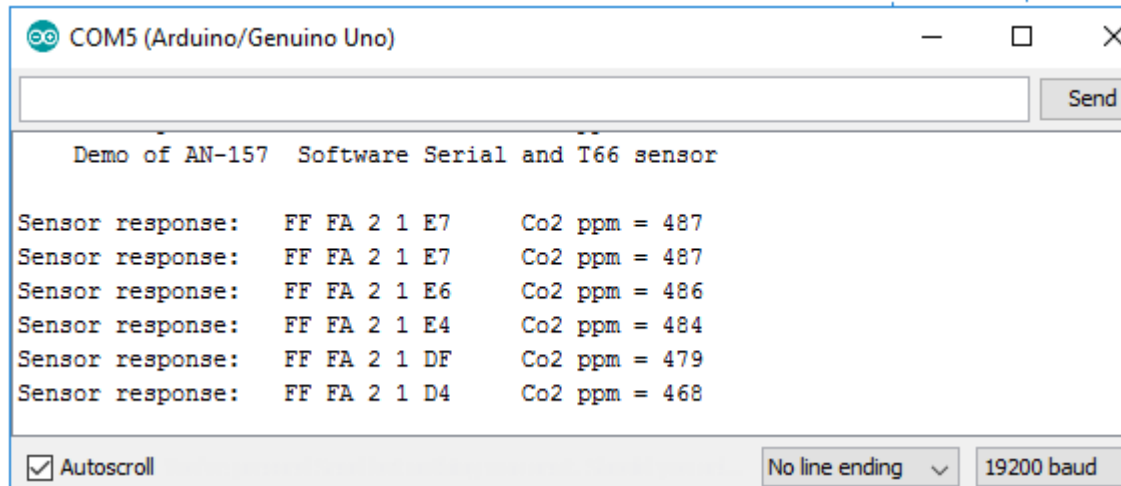 COM5 (Arduino/Genuino Uno)
Send
Demo of AN-157  Software Serial and T66 sensor
Sensor response:   FF FA 2 1 E7     Co2 ppm = 487
Sensor response:   FF FA 2 1 E7     Co2 ppm = 487
Sensor response:   FF FA 2 1 E6     Co2 ppm = 486
Sensor response:   FF FA 2 1 E4     Co2 ppm = 484
Sensor response:   FF FA 2 1 DF     Co2 ppm = 479
Sensor response:   FF FA 2 1 D4     Co2 ppm = 468
Autoscroll No line ending 19200 baud